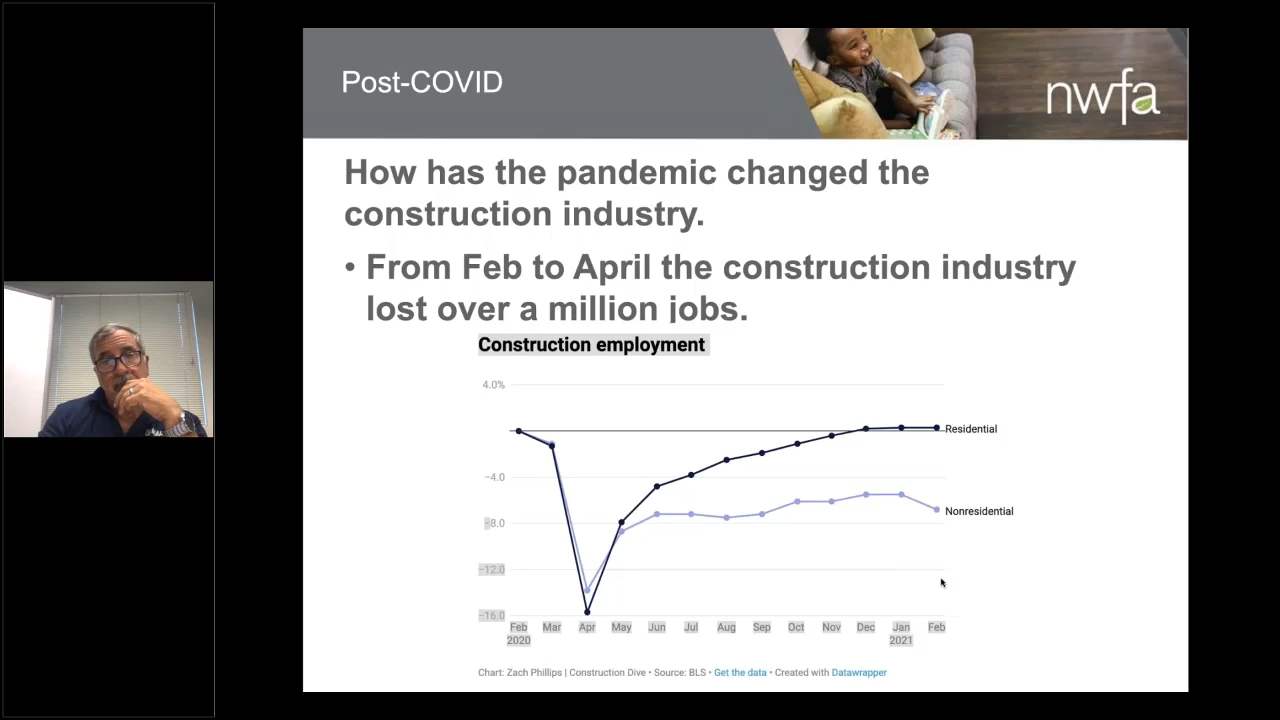 Post-COVID
nwfa
How has the pandemic changed the
construction industry.
• From Feb to April the construction industry
lost over a million jobs.
Construction employment
4.0%
−4.0
−8.0
−12.0
−16.0
Residential
Nonresidential
Feb Mar Apr May Jun Jul Aug Sep Oct Nov Dec Jan Feb
2020 2021
Chart: Zach Phillips | Construction Dive • Source: BLS • Get the data • Created with Datawrapper